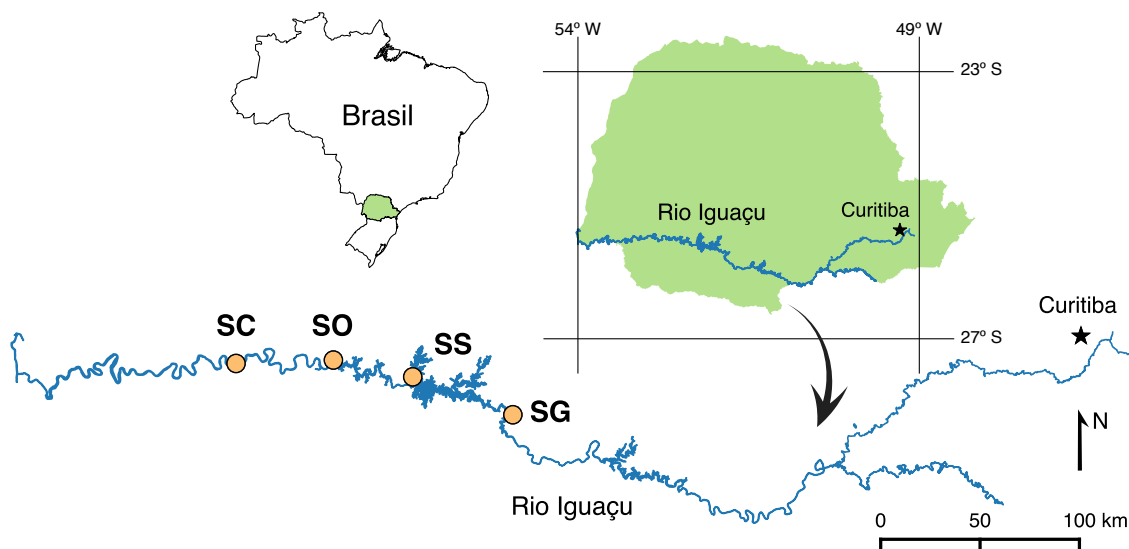 54º W
49º W
23º S
Brasil
Rio Iguaçu
Curitiba
27º S
Curitiba
SC
SO
SS
SG
N
Rio Iguaçu
0
50
100 km